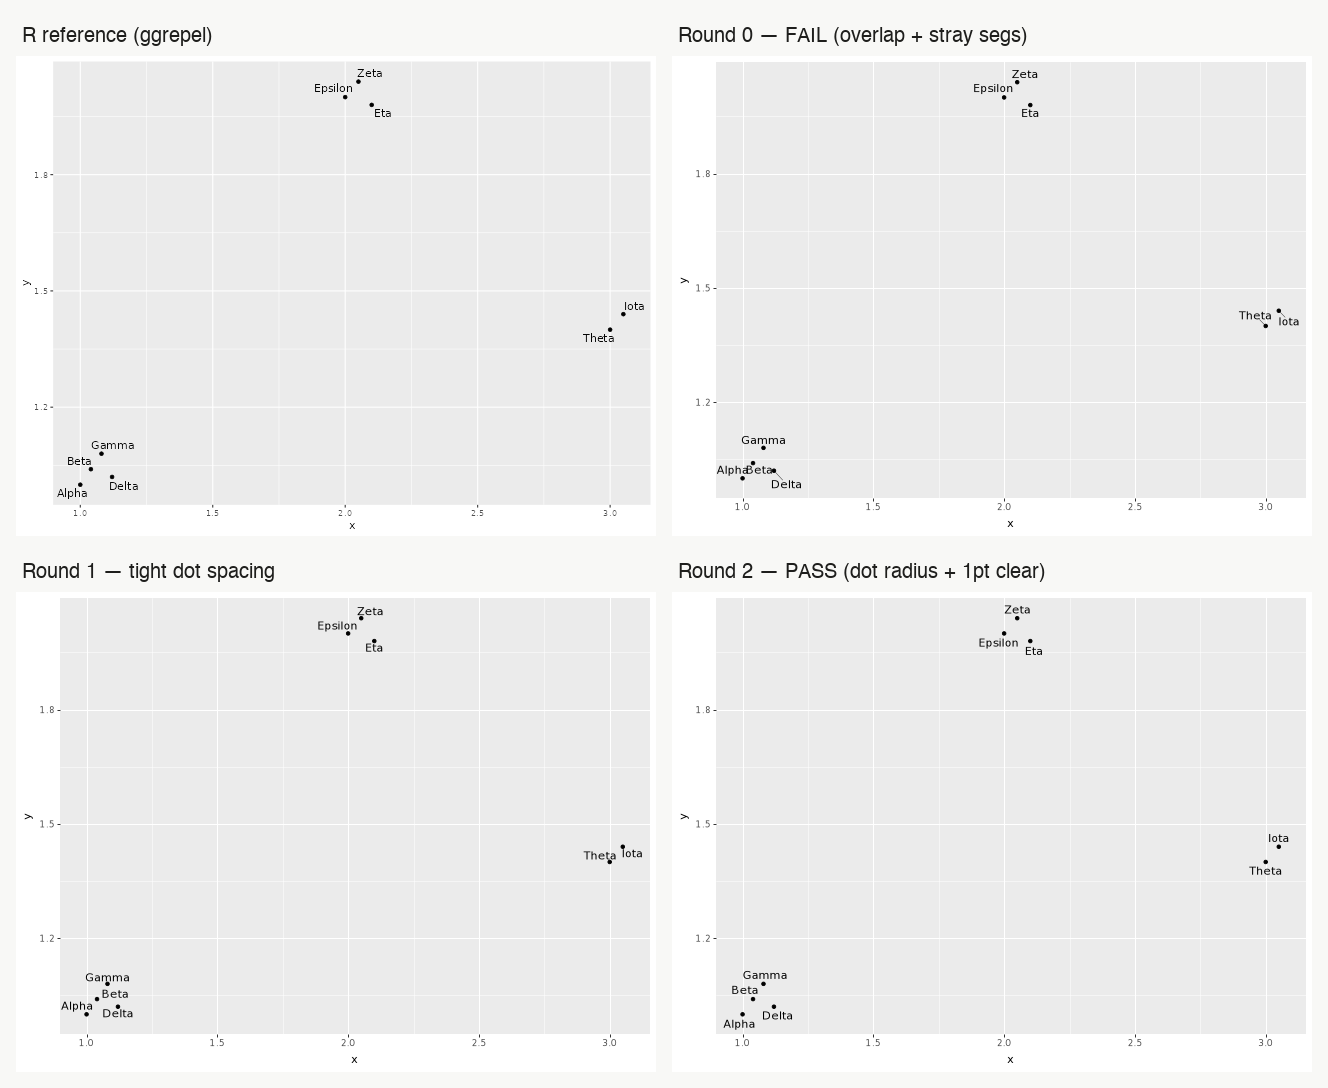 R reference (ggrepel)
Zeta
Epsilon
Eta
1.8
y
1.5
Iota
Theta
1.2
Gamma
Beta
Delta
Alpha
1.0 1.5 2.0 2.5 3.0
x
Round 0 — FAIL (overlap + stray segs)
Zeta
Epsilon
Eta
1.8
y
1.5
Theta
Iota
1.2
Gamma
Alpha Beta
Delta
1.0 1.5 2.0 2.5 3.0
x
Round 1 — tight dot spacing
Zeta
Epsilon
Eta
1.8
y
1.5
Theta Iota
1.2
Gamma
Beta
Alpha
Delta
1.0 1.5 2.0 2.5 3.0
x
Round 2 — PASS (dot radius + 1pt clear)
Zeta
Epsilon
Eta
1.8
y
1.5
Iota
Theta
1.2
Gamma
Beta
Delta
Alpha
1.0 1.5 2.0 2.5 3.0
x